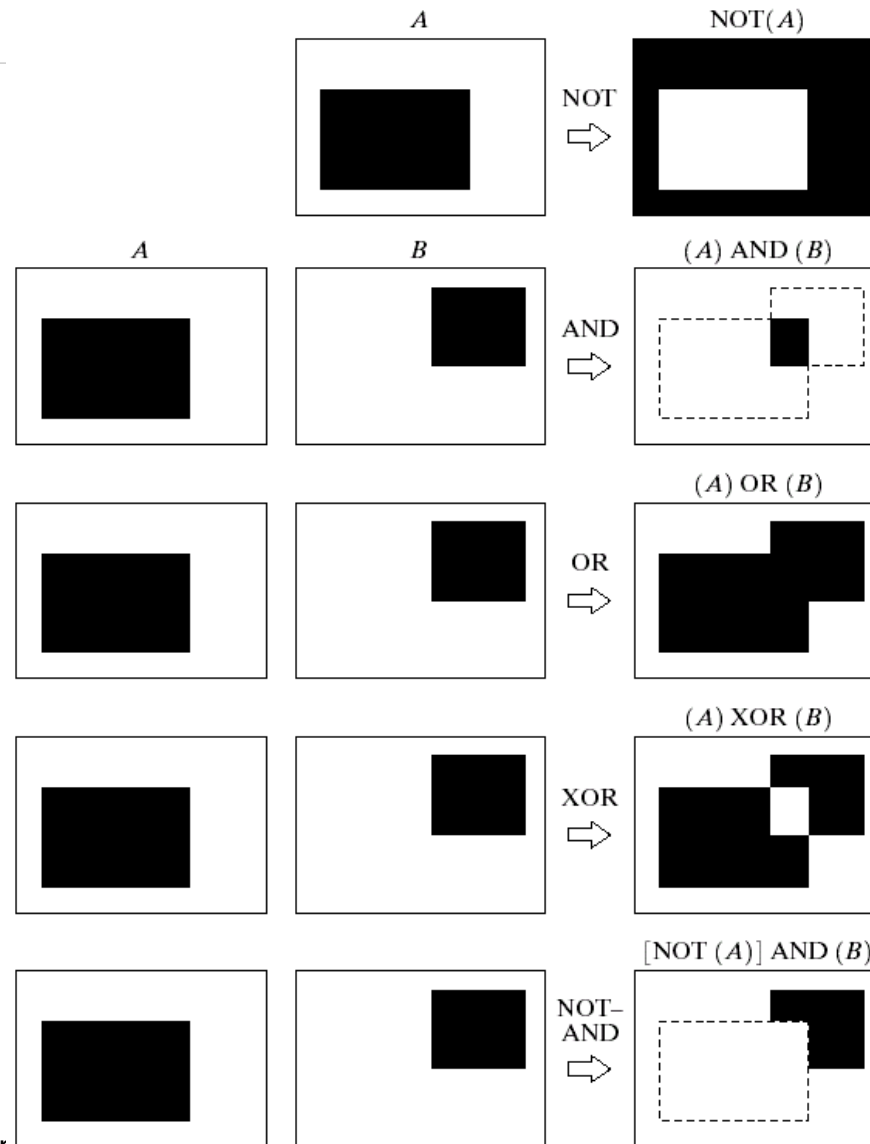 A NOT(A)
NOT
A B (A) AND (B)
AND
(A) OR (B)
OR
(A) XOR (B)
XOR
[NOT (A)] AND (B)
NOT–
AND